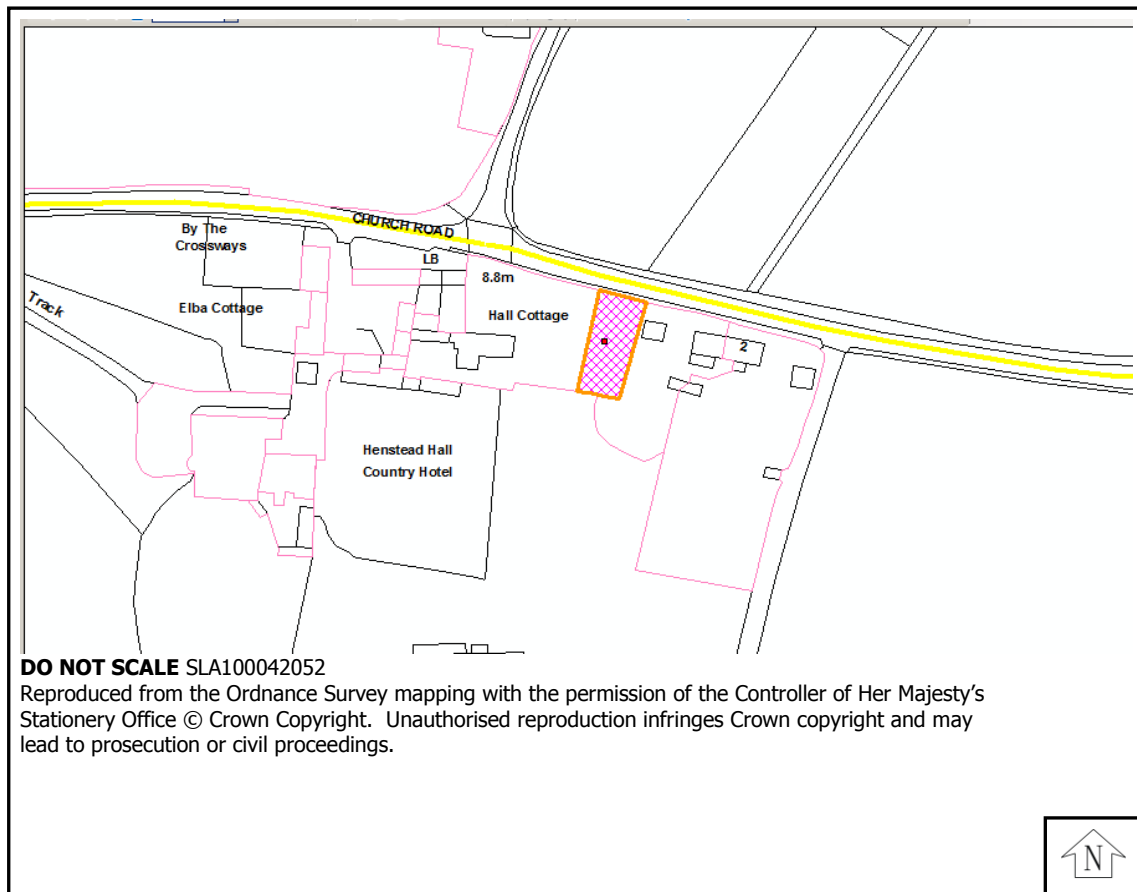 CHURCH ROAD
By The
Crossways
LB
8.8m
Track
Elba Cottage
Hall Cottage
2
Henstead Hall
Country Hotel
DO NOT SCALE SLA100042052
Reproduced from the Ordnance Survey mapping with the permission of the Controller of Her Majesty’s
Stationery Office © Crown Copyright. Unauthorised reproduction infringes Crown copyright and may
lead to prosecution or civil proceedings.
N